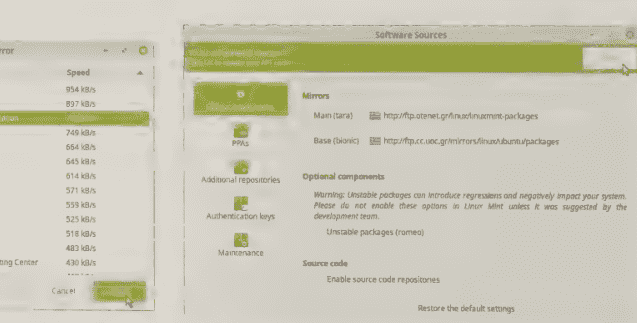 rror
Speed
954 kB/s
897 kB/s
749 kB/s
664 kB/s
645 kB/s
614 kB/s
571 kB/s
559 kB/s
525 kB/s
518 kB/s
483 kB/s
ting Center 430 kB/s
Cancel
Software Sources
PPAs
Additional repositories
Authentication keys
Maintenance
Mirrors
Main (tara) http://ftp.otenet.gr/linux/linuxmint-packages
Base (bionic) http://ftp.cc.uoc.gr/mirrors/linux/ubuntu/packages
Optional components
Warning: Unstable packages can introduce regressions and negatively impact your system.
Please do not enable these options in Linux Mint unless it was suggested by the
development team.
Unstable packages (romeo)
Source code
Enable source code repositories
Restore the default settings